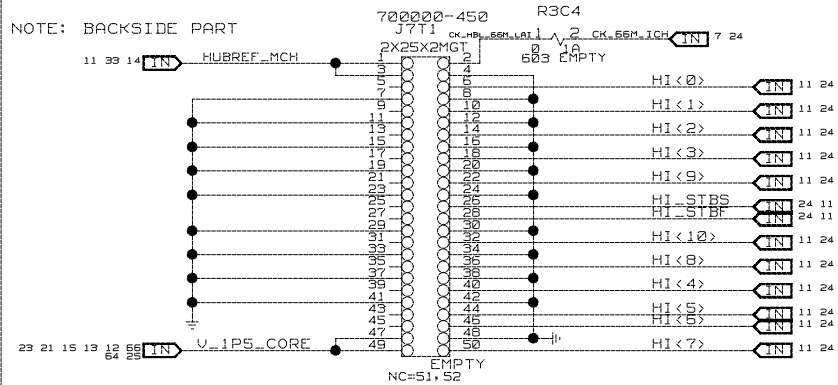 700000-450
R3C4
NOTE: BACKSIDE PART
J7T1
CK_HBL_66M_LAI 1 2 CK_66M_ICH IN 7 24
2X25X2MGT
0 1A
603 EMPTY
11 33 14 IN HUBREF_MCH 1 2
3 4
5 6 HI<0> IN 11 24
7 8
9 10 HI<1> IN 11 24
11 12
13 14 HI<2> IN 11 24
15 16
17 18 HI<3> IN 11 24
19 20
21 22 HI<9> IN 11 24
23 24
25 26 HI_STBS IN 24 11
27 28 HI_STBF IN 24 11
29 30
31 32 HI<10> IN 11 24
33 34
35 36 HI<8> IN 11 24
37 38
39 40 HI<4> IN 11 24
41 42
43 44 HI<5> IN 11 24
45 46 HI<6> IN 11 24
47 48
23 21 15 13 12 66 IN V_1P5_CORE 49 50 HI<7> IN 11 24
64 25
EMPTY
NC=51,52